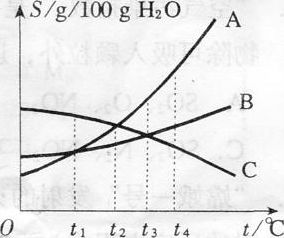 S/g/100 g H₂O
A
B
C
O
t₁ t₂ t₃ t₄ t/℃